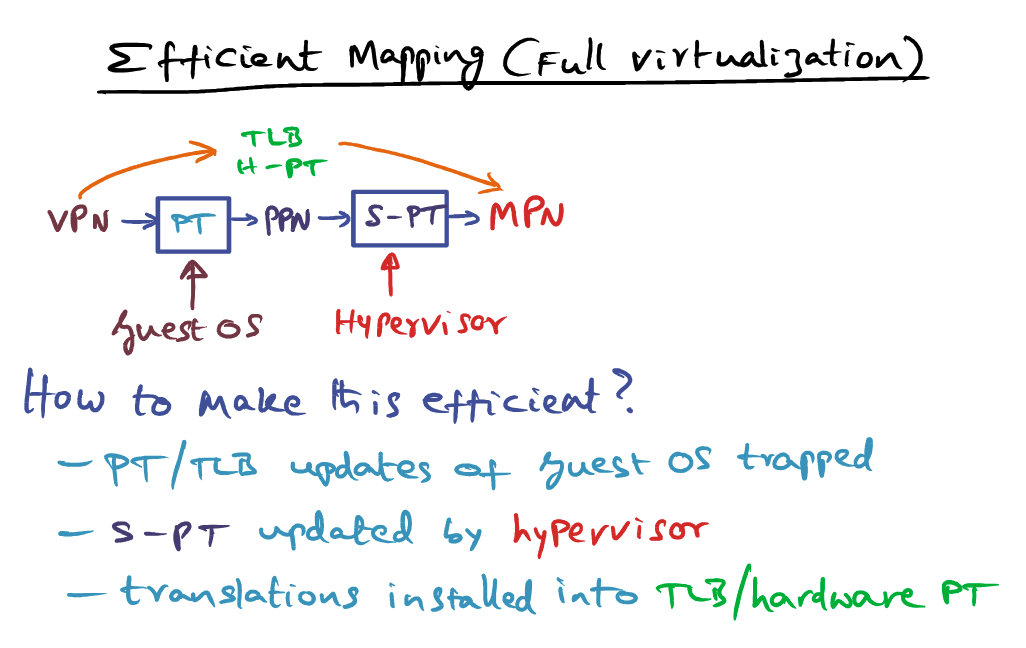 Efficient Mapping (Full virtualization)
TLB
H-PT
VPN PT PPN S-PT MPN
Guest OS Hypervisor
How to make this efficient?
- PT/TLB updates of guest OS trapped
- S-PT updated by hypervisor
- translations installed into TLB/hardware PT